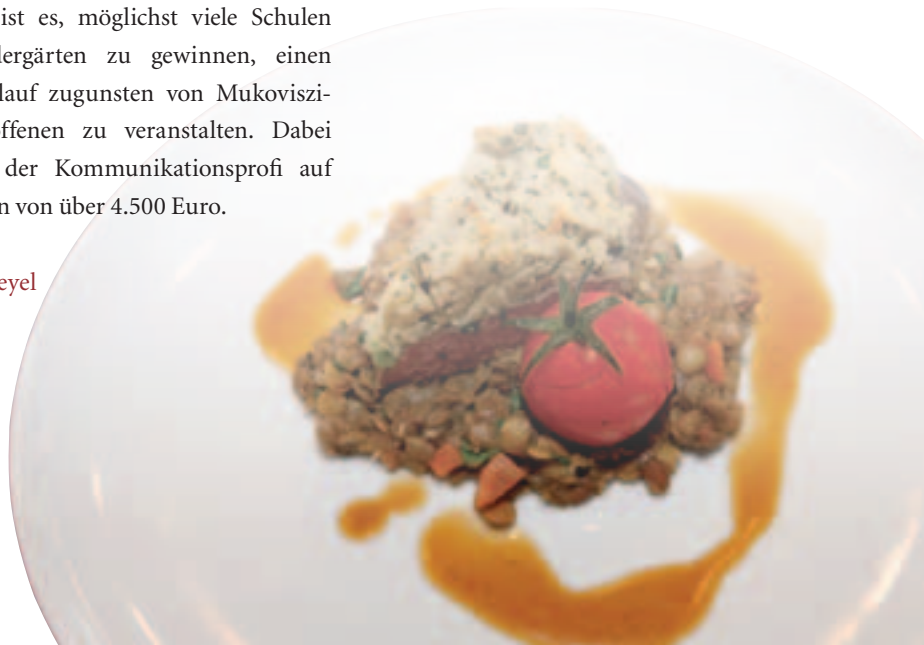 ist es, möglichst viele Schulen
ergärten zu gewinnen, einen
lauf zugunsten von Mukoviszi-
ffenen zu veranstalten. Dabei
der Kommunikationsprofi auf
n von über 4.500 Euro.
eyel